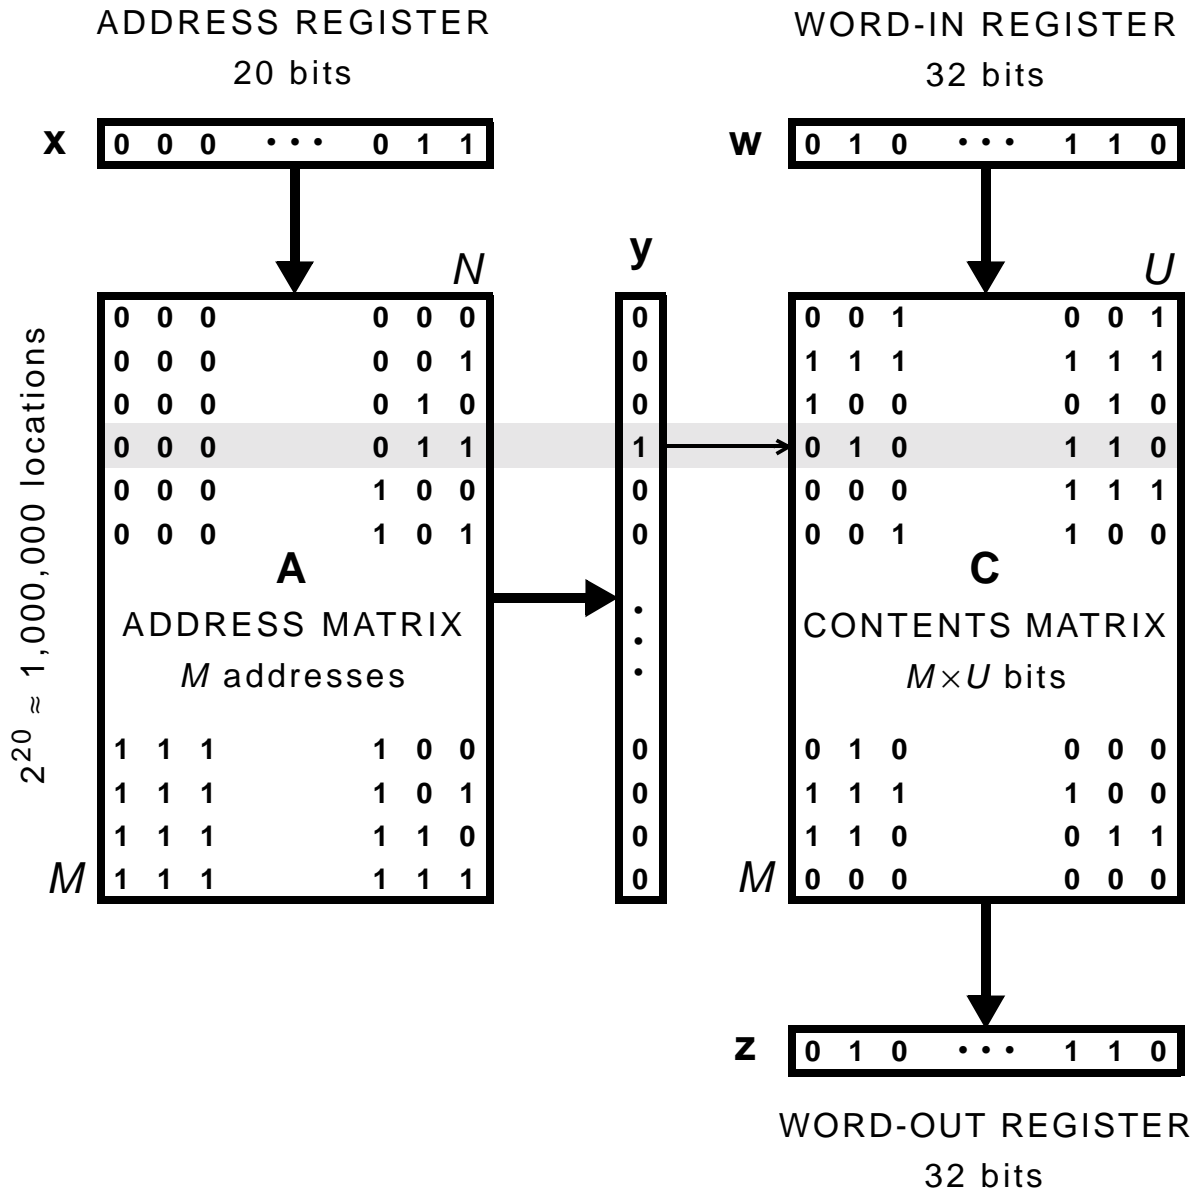 ADDRESS REGISTER WORD-IN REGISTER
20 bits 32 bits
x 0 0 0 ··· 0 1 1 w 0 1 0 ··· 1 1 0
N y U
0 0 0 0 0 0 0 0 0 1 0 0 1
0 0 0 0 0 1 0 1 1 1 1 1 1
0 0 0 0 1 0 0 1 0 0 0 1 0
0 0 0 0 1 1 1 0 1 0 1 1 0
0 0 0 1 0 0 0 0 0 0 1 1 1
0 0 0 1 0 1 0 0 0 1 1 0 0
A C
ADDRESS MATRIX CONTENTS MATRIX
M addresses M×U bits
2²⁰ ≈ 1,000,000 locations
1 1 1 1 0 0 0 0 1 0 0 0 0
1 1 1 1 0 1 0 1 1 1 1 0 0
1 1 1 1 1 0 0 1 1 0 0 1 1
M 1 1 1 1 1 1 0 M 0 0 0 0 0 0
z 0 1 0 ··· 1 1 0
WORD-OUT REGISTER
32 bits